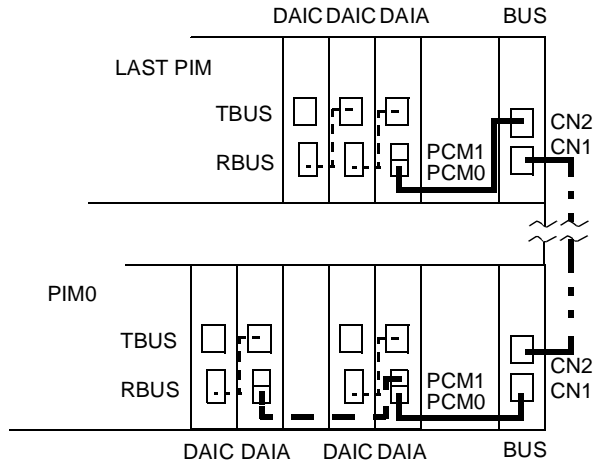 DAIC DAIC DAIA BUS
LAST PIM
TBUS
CN2
RBUS
PCM1
CN1
PCM0
PIM0
TBUS
CN2
RBUS
PCM1
CN1
PCM0
DAIC DAIA DAIC DAIA BUS